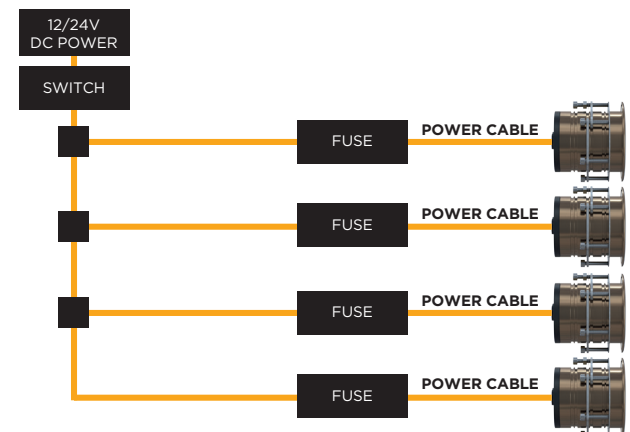 12/24V
DC POWER
SWITCH
FUSE
POWER CABLE
FUSE
POWER CABLE
FUSE
POWER CABLE
FUSE
POWER CABLE